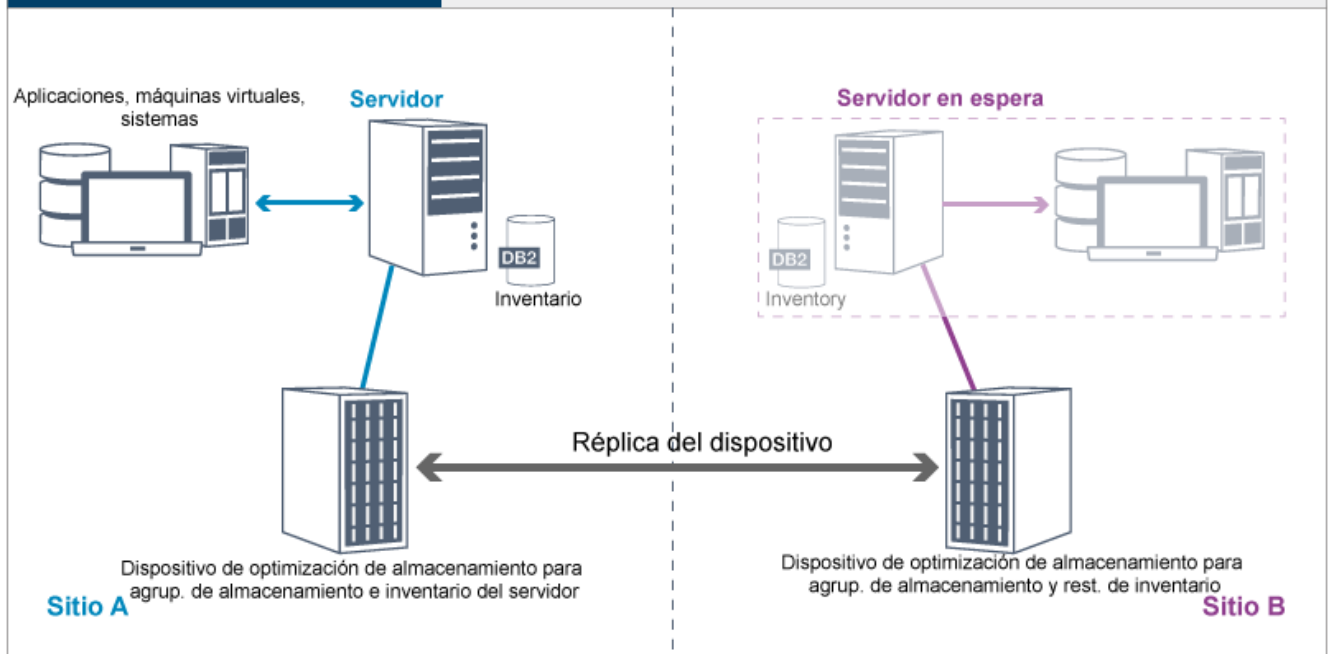 Aplicaciones, máquinas virtuales,
sistemas
Servidor
DB2
Inventario
Servidor en espera
DB2
Inventory
Réplica del dispositivo
Dispositivo de optimización de almacenamiento para
agrup. de almacenamiento e inventario del servidor
Sitio A
Dispositivo de optimización de almacenamiento para
agrup. de almacenamiento y rest. de inventario
Sitio B